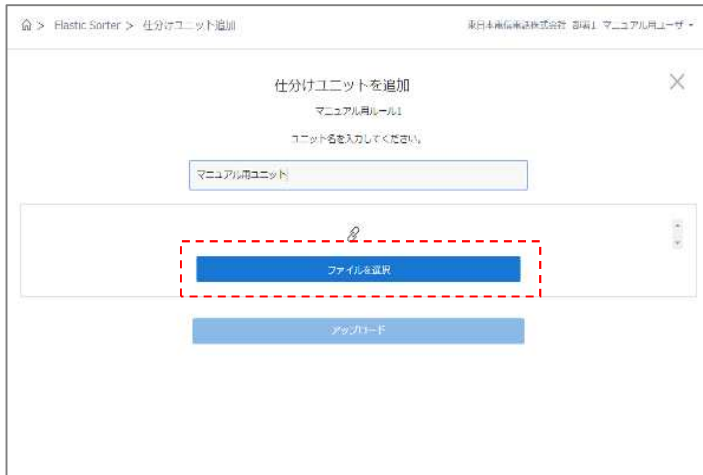 > Elastic Sorter > 仕分けユニット追加
東日本電信電話株式会社 部署1 マニュアル用ユーザ
仕分けユニットを追加
マニュアル用ルール1
ユニット名を入力してください。
マニュアル用ユニット
ファイルを選択
アップロード